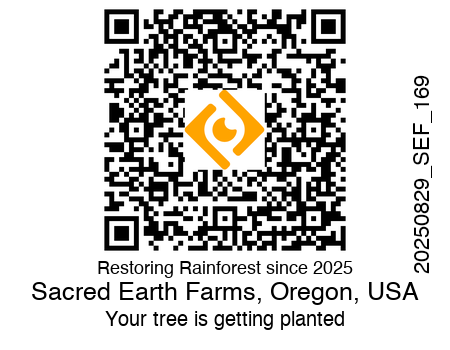 Restoring Rainforest since 2025
Sacred Earth Farms, Oregon, USA
Your tree is getting planted
20250829_SEF_169